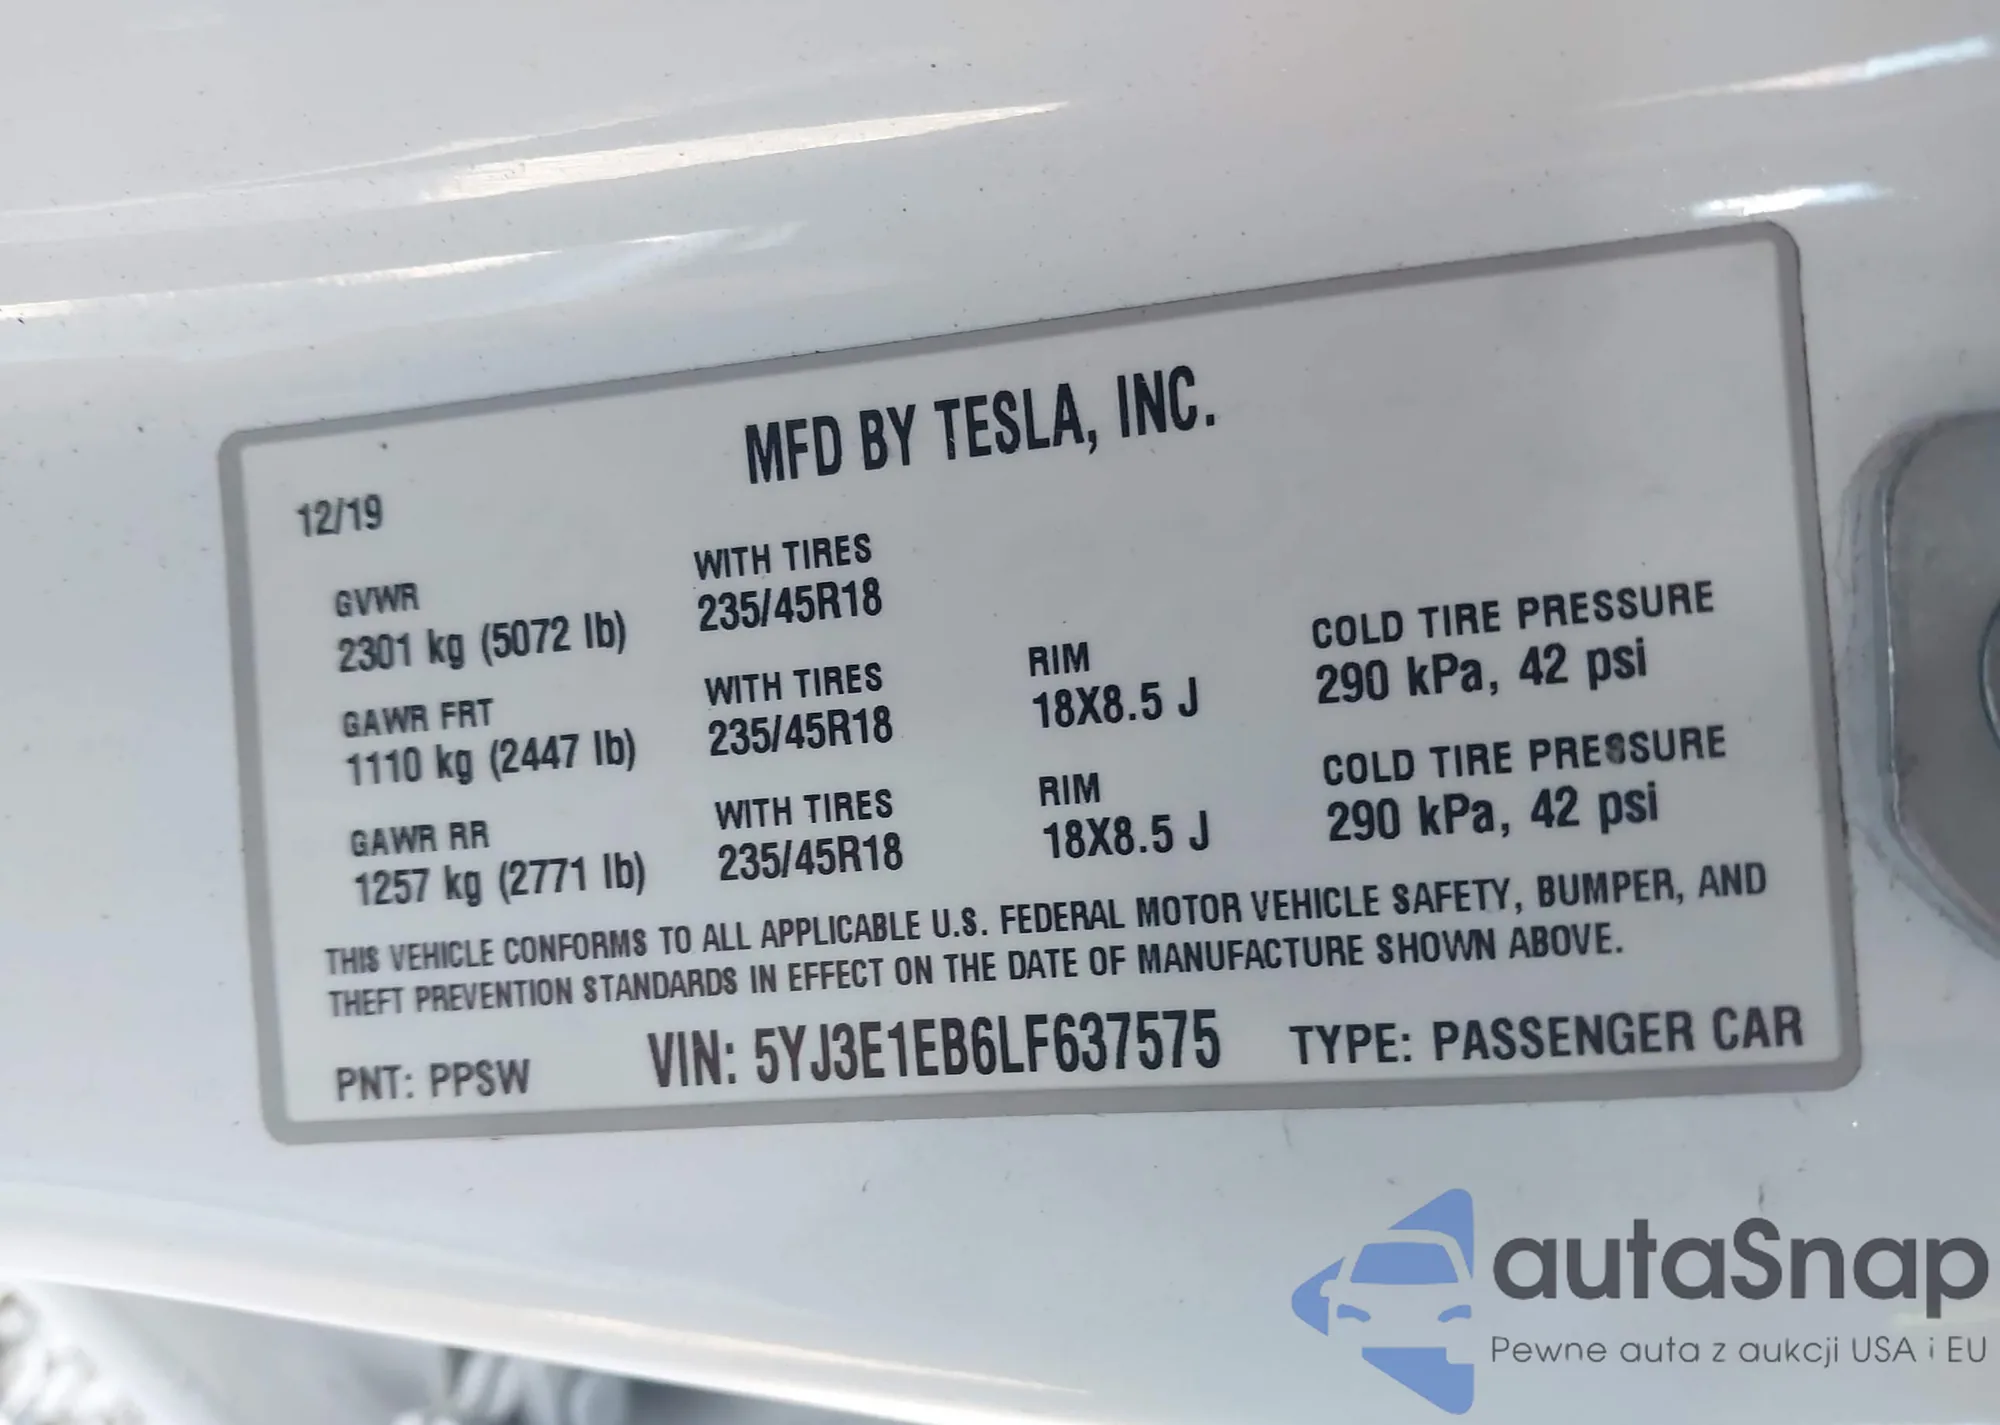 MFD BY TESLA, INC.
12/19
GVWR
2301 kg (5072 lb)
WITH TIRES
235/45R18
GAWR FRT
1110 kg (2447 lb)
WITH TIRES
235/45R18
RIM
18X8.5 J
COLD TIRE PRESSURE
290 kPa, 42 psi
GAWR RR
1257 kg (2771 lb)
WITH TIRES
235/45R18
RIM
18X8.5 J
COLD TIRE PRESSURE
290 kPa, 42 psi
THIS VEHICLE CONFORMS TO ALL APPLICABLE U.S. FEDERAL MOTOR VEHICLE SAFETY, BUMPER, AND
THEFT PREVENTION STANDARDS IN EFFECT ON THE DATE OF MANUFACTURE SHOWN ABOVE.
PNT: PPSW VIN: 5YJ3E1EB6LF637575 TYPE: PASSENGER CAR
autaSnap
Pewne auta z aukcji USA i EU